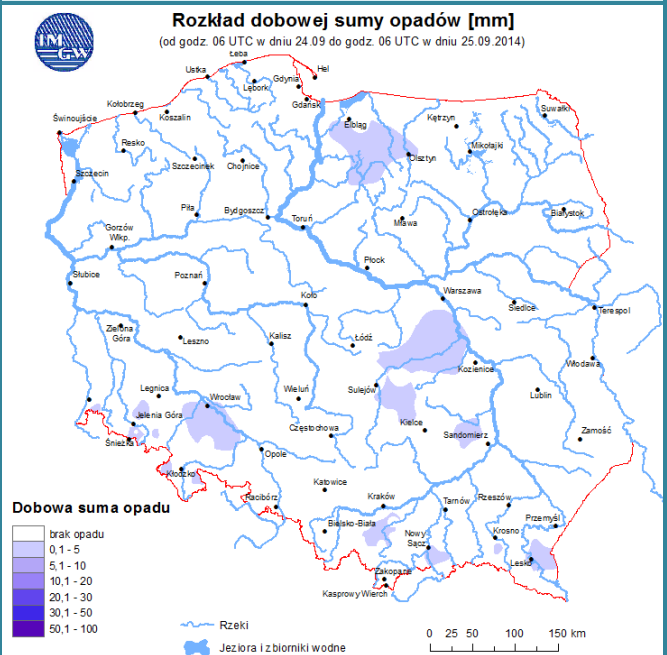 Rozkład dobowej sumy opadów [mm]
(od godz. 06 UTC w dniu 24.09 do godz. 06 UTC w dniu 25.09.2014)
IMGW
Łeba
Hel
Ustka
Gdynia
Lębork
Gdańsk
Kołobrzeg
Koszalin
Suwałki
Świnoujście
Elbląg
Kętrzyn
Resko
Mikołajki
Szczecinek
Chojnice
Olsztyn
Szczecin
Piła
Bydgoszcz
Toruń
Mława
Ostrołęka
Białystok
Gorzów
Wlkp.
Płock
Słubice
Poznań
Warszawa
Koło
Siedlce
Terespol
Zielona
Góra
Leszno
Kalisz
Łódź
Kozienice
Włodawa
Legnica
Wrocław
Wieluń
Sulejów
Lublin
Jelenia Góra
Kielce
Zamość
Śnieżka
Częstochowa
Sandomierz
Opole
Kłodzko
Katowice
Racibórz
Kraków
Tarnów
Rzeszów
Przemyśl
Bielsko-Biała
Nowy
Sącz
Krosno
Lesko
Zakopane
Kasprowy Wierch
Dobowa suma opadu
brak opadu
0,1 - 5
5,1 - 10
10,1 - 20
20,1 - 30
30,1 - 50
50,1 - 100
Rzeki
Jeziora i zbiorniki wodne
0 25 50 100 150 km